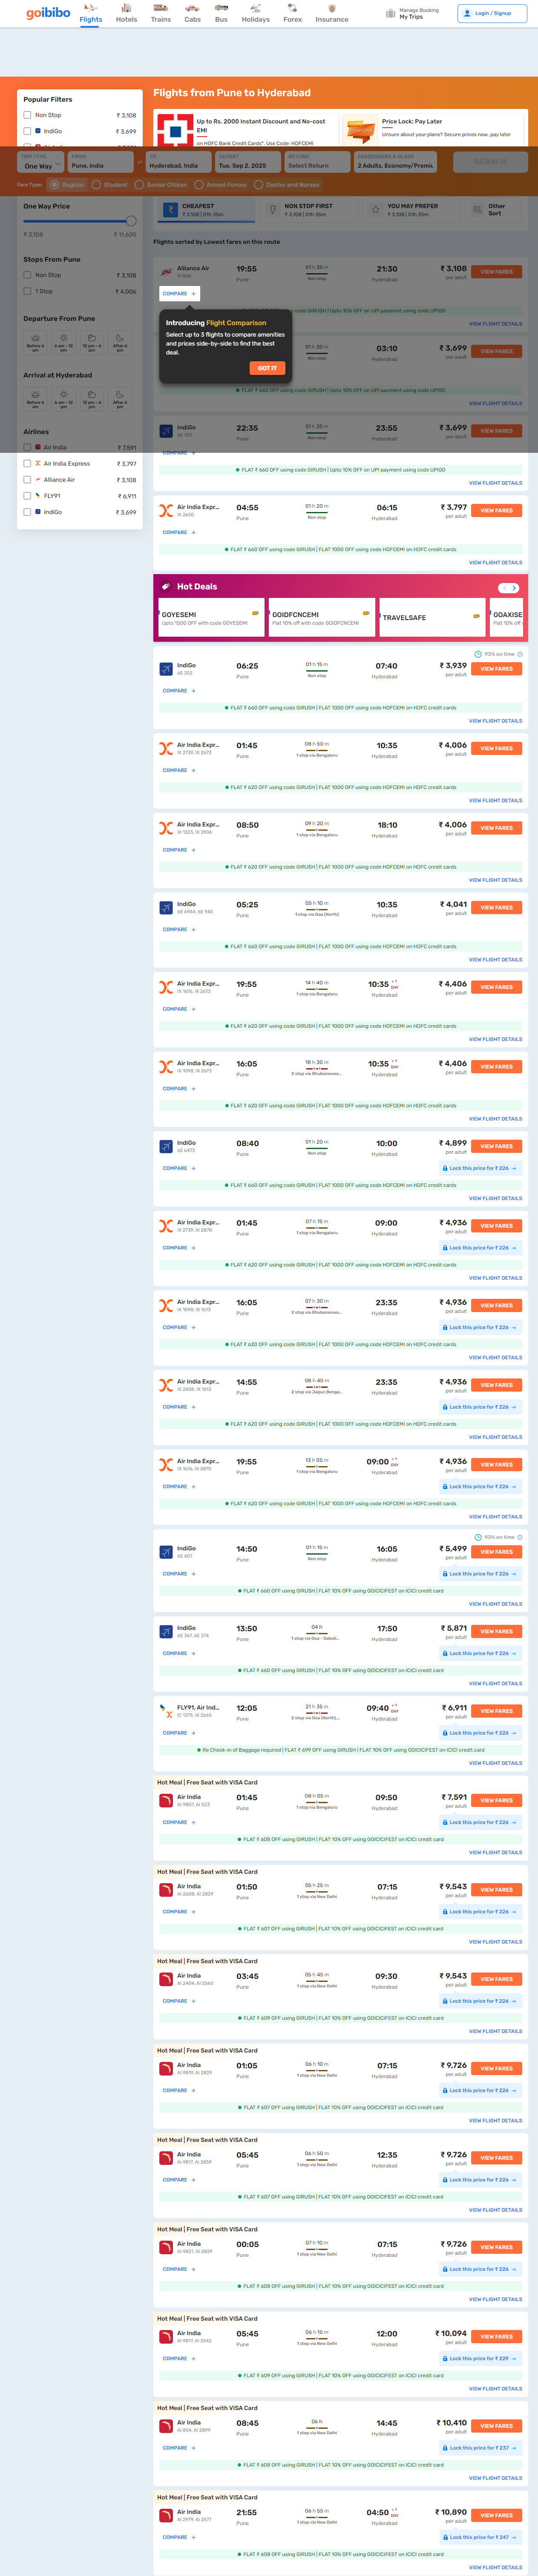 goibibo
Flights
Hotels
Trains
Cabs
Bus
Holidays
Forex
Insurance
Manage Booking
My Trips
Login / Signup
Flights from Pune to Hyderabad
Popular Filters
Non Stop ₹ 3,108
IndiGo ₹ 3,699
Up to Rs. 2000 Instant Discount and No-cost
EMI
on HDFC Bank Credit Cards*. Use Code: HDFCEMI
Price Lock: Pay Later
Unsure about your plans? Secure prices now, pay later
TRIP TYPE
One Way
FROM
Pune, India
TO
Hyderabad, India
DEPART
Tue, Sep 2, 2025
RETURN
Select Return
PASSENGERS & CLASS
2 Adults, Economy/Premi..
SEARCH
Fare Type:
Regular
Student
Senior Citizen
Armed Forces
Doctor and Nurses
One Way Price
₹ 3,108 ₹ 11,600
Stops From Pune
Non Stop ₹ 3,108
1 Stop ₹ 4,006
Departure From Pune
Before 6 am
6 am - 12 pm
12 pm - 6 pm
After 6 pm
Arrival at Hyderabad
Before 6 am
6 am - 12 pm
12 pm - 6 pm
After 6 pm
Airlines
Air India ₹ 7,591
Air India Express ₹ 3,797
Alliance Air ₹ 3,108
FLY91 ₹ 6,911
IndiGo ₹ 3,699
CHEAPEST
₹ 3,108 | 01h 35m
NON STOP FIRST
₹ 3,108 | 01h 35m
YOU MAY PREFER
₹ 3,108 | 01h 35m
Other
Sort
Flights sorted by Lowest fares on this route
Alliance Air 19:55 Pune 01 h 35 m Non stop 21:30 Hyderabad ₹ 3,108 per adult VIEW FARES
COMPARE +
code GIRUSH | Upto 10% OFF on UPI payment using code UPIGO
VIEW FLIGHT DETAILS
Introducing Flight Comparison
Select up to 3 flights to compare amenities
and prices side-by-side to find the best
deal.
GOT IT
01 h 20 m Non stop 03:10 Hyderabad ₹ 3,699 per adult VIEW FARES
FLAT ₹ 660 OFF using code GIRUSH | Upto 10% OFF on UPI payment using code UPIGO
VIEW FLIGHT DETAILS
IndiGo 22:35 Pune 01 h 20 m Non stop 23:55 Hyderabad ₹ 3,699 per adult VIEW FARES
COMPARE +
FLAT ₹ 660 OFF using code GIRUSH | Upto 10% OFF on UPI payment using code UPIGO
VIEW FLIGHT DETAILS
Air India Expr... IX 2650 04:55 Pune 01 h 20 m Non stop 06:15 Hyderabad ₹ 3,797 per adult VIEW FARES
COMPARE +
FLAT ₹ 660 OFF using code GIRUSH | FLAT 1000 OFF using code HDFCEMI on HDFC credit cards
VIEW FLIGHT DETAILS
Hot Deals
GOYESEMI
Upto 1500 OFF with code GOYESEMI
GOIDFCNCEMI
Flat 10% off with code GOIDFCNCEMI
TRAVELSAFE
GOAXISE
Flat 10% off
93% on time
IndiGo 6E 352 06:25 Pune 01 h 15 m Non stop 07:40 Hyderabad ₹ 3,939 per adult VIEW FARES
COMPARE +
FLAT ₹ 660 OFF using code GIRUSH | FLAT 1000 OFF using code HDFCEMI on HDFC credit cards
VIEW FLIGHT DETAILS
Air India Expr... IX 2739, IX 2673 01:45 Pune 08 h 50 m 1 stop via Bengaluru 10:35 Hyderabad ₹ 4,006 per adult VIEW FARES
COMPARE +
FLAT ₹ 620 OFF using code GIRUSH | FLAT 1000 OFF using code HDFCEMI on HDFC credit cards
VIEW FLIGHT DETAILS
Air India Expr... IX 1323, IX 2906 08:50 Pune 09 h 20 m 1 stop via Bengaluru 18:10 Hyderabad ₹ 4,006 per adult VIEW FARES
COMPARE +
FLAT ₹ 620 OFF using code GIRUSH | FLAT 1000 OFF using code HDFCEMI on HDFC credit cards
VIEW FLIGHT DETAILS
IndiGo 6E 6944, 6E 945 05:25 Pune 05 h 10 m 1 stop via Goa (North) 10:35 Hyderabad ₹ 4,041 per adult VIEW FARES
COMPARE +
FLAT ₹ 660 OFF using code GIRUSH | FLAT 1000 OFF using code HDFCEMI on HDFC credit cards
VIEW FLIGHT DETAILS
Air India Expr... IX 1676, IX 2673 19:55 Pune 14 h 40 m 1 stop via Bengaluru 10:35 +1 DAY Hyderabad ₹ 4,406 per adult VIEW FARES
COMPARE +
FLAT ₹ 620 OFF using code GIRUSH | FLAT 1000 OFF using code HDFCEMI on HDFC credit cards
VIEW FLIGHT DETAILS
Air India Expr... IX 1098, IX 2673 16:05 Pune 18 h 30 m 2 stop via Bhubaneswa... 10:35 +1 DAY Hyderabad ₹ 4,406 per adult VIEW FARES
COMPARE +
FLAT ₹ 620 OFF using code GIRUSH | FLAT 1000 OFF using code HDFCEMI on HDFC credit cards
VIEW FLIGHT DETAILS
IndiGo 6E 6473 08:40 Pune 01 h 20 m Non stop 10:00 Hyderabad ₹ 4,899 per adult VIEW FARES
COMPARE + Lock this price for ₹ 226 →
FLAT ₹ 660 OFF using code GIRUSH | FLAT 1000 OFF using code HDFCEMI on HDFC credit cards
VIEW FLIGHT DETAILS
Air India Expr... IX 2739, IX 2870 01:45 Pune 07 h 15 m 1 stop via Bengaluru 09:00 Hyderabad ₹ 4,936 per adult VIEW FARES
COMPARE + Lock this price for ₹ 226 →
FLAT ₹ 620 OFF using code GIRUSH | FLAT 1000 OFF using code HDFCEMI on HDFC credit cards
VIEW FLIGHT DETAILS
Air India Expr... IX 1098, IX 1613 16:05 Pune 07 h 30 m 2 stop via Bhubaneswa... 23:35 Hyderabad ₹ 4,936 per adult VIEW FARES
COMPARE + Lock this price for ₹ 226 →
FLAT ₹ 620 OFF using code GIRUSH | FLAT 1000 OFF using code HDFCEMI on HDFC credit cards
VIEW FLIGHT DETAILS
Air India Expr... IX 2408, IX 1613 14:55 Pune 08 h 40 m 2 stop via Jaipur,Benga... 23:35 Hyderabad ₹ 4,936 per adult VIEW FARES
COMPARE + Lock this price for ₹ 226 →
FLAT ₹ 620 OFF using code GIRUSH | FLAT 1000 OFF using code HDFCEMI on HDFC credit cards
VIEW FLIGHT DETAILS
Air India Expr... IX 1676, IX 2870 19:55 Pune 13 h 05 m 1 stop via Bengaluru 09:00 +1 DAY Hyderabad ₹ 4,936 per adult VIEW FARES
COMPARE + Lock this price for ₹ 226 →
FLAT ₹ 620 OFF using code GIRUSH | FLAT 1000 OFF using code HDFCEMI on HDFC credit cards
VIEW FLIGHT DETAILS
93% on time
IndiGo 6E 407 14:50 Pune 01 h 15 m Non stop 16:05 Hyderabad ₹ 5,499 per adult VIEW FARES
COMPARE + Lock this price for ₹ 226 →
FLAT ₹ 660 OFF using GIRUSH | FLAT 10% OFF using GOICICIFEST on ICICI credit card
VIEW FLIGHT DETAILS
IndiGo 6E 367, 6E 374 13:50 Pune 04 h 1 stop via Goa - Daboli... 17:50 Hyderabad ₹ 5,871 per adult VIEW FARES
COMPARE + Lock this price for ₹ 226 →
FLAT ₹ 660 OFF using GIRUSH | FLAT 10% OFF using GOICICIFEST on ICICI credit card
VIEW FLIGHT DETAILS
FLY91, Air Ind... IC 1375, IX 2660 12:05 Pune 21 h 35 m 2 stop via Goa (North),... 09:40 +1 DAY Hyderabad ₹ 6,911 per adult VIEW FARES
COMPARE + Lock this price for ₹ 226 →
Re Check-in of Baggage required | FLAT ₹ 699 OFF using GIRUSH | FLAT 10% OFF using GOICICIFEST on ICICI credit card
VIEW FLIGHT DETAILS
Hot Meal | Free Seat with VISA Card
Air India AI 9807, AI 523 01:45 Pune 08 h 05 m 1 stop via Bengaluru 09:50 Hyderabad ₹ 7,591 per adult VIEW FARES
COMPARE + Lock this price for ₹ 226 →
FLAT ₹ 608 OFF using GIRUSH | FLAT 10% OFF using GOICICIFEST on ICICI credit card
VIEW FLIGHT DETAILS
Hot Meal | Free Seat with VISA Card
Air India AI 2608, AI 2829 01:50 Pune 05 h 25 m 1 stop via New Delhi 07:15 Hyderabad ₹ 9,543 per adult VIEW FARES
COMPARE + Lock this price for ₹ 226 →
FLAT ₹ 607 OFF using GIRUSH | FLAT 10% OFF using GOICICIFEST on ICICI credit card
VIEW FLIGHT DETAILS
Hot Meal | Free Seat with VISA Card
Air India AI 2404, AI 2560 03:45 Pune 05 h 45 m 1 stop via New Delhi 09:30 Hyderabad ₹ 9,543 per adult VIEW FARES
COMPARE + Lock this price for ₹ 226 →
FLAT ₹ 609 OFF using GIRUSH | FLAT 10% OFF using GOICICIFEST on ICICI credit card
VIEW FLIGHT DETAILS
Hot Meal | Free Seat with VISA Card
Air India AI 9819, AI 2829 01:05 Pune 06 h 10 m 1 stop via New Delhi 07:15 Hyderabad ₹ 9,726 per adult VIEW FARES
COMPARE + Lock this price for ₹ 226 →
FLAT ₹ 607 OFF using GIRUSH | FLAT 10% OFF using GOICICIFEST on ICICI credit card
VIEW FLIGHT DETAILS
Hot Meal | Free Seat with VISA Card
Air India AI 9817, AI 2859 05:45 Pune 06 h 50 m 1 stop via New Delhi 12:35 Hyderabad ₹ 9,726 per adult VIEW FARES
COMPARE + Lock this price for ₹ 226 →
FLAT ₹ 607 OFF using GIRUSH | FLAT 10% OFF using GOICICIFEST on ICICI credit card
VIEW FLIGHT DETAILS
Hot Meal | Free Seat with VISA Card
Air India AI 9821, AI 2829 00:05 Pune 07 h 10 m 1 stop via New Delhi 07:15 Hyderabad ₹ 9,726 per adult VIEW FARES
COMPARE + Lock this price for ₹ 226 →
FLAT ₹ 608 OFF using GIRUSH | FLAT 10% OFF using GOICICIFEST on ICICI credit card
VIEW FLIGHT DETAILS
Hot Meal | Free Seat with VISA Card
Air India AI 9817, AI 2542 05:45 Pune 06 h 15 m 1 stop via New Delhi 12:00 Hyderabad ₹ 10,094 per adult VIEW FARES
COMPARE + Lock this price for ₹ 229 →
FLAT ₹ 609 OFF using GIRUSH | FLAT 10% OFF using GOICICIFEST on ICICI credit card
VIEW FLIGHT DETAILS
Hot Meal | Free Seat with VISA Card
Air India AI 854, AI 2899 08:45 Pune 06 h 1 stop via New Delhi 14:45 Hyderabad ₹ 10,410 per adult VIEW FARES
COMPARE + Lock this price for ₹ 237 →
FLAT ₹ 608 OFF using GIRUSH | FLAT 10% OFF using GOICICIFEST on ICICI credit card
VIEW FLIGHT DETAILS
Hot Meal | Free Seat with VISA Card
Air India AI 2979, AI 2577 21:55 Pune 06 h 55 m 1 stop via New Delhi 04:50 +1 DAY Hyderabad ₹ 10,890 per adult VIEW FARES
COMPARE + Lock this price for ₹ 247 →
FLAT ₹ 608 OFF using GIRUSH | FLAT 10% OFF using GOICICIFEST on ICICI credit card
VIEW FLIGHT DETAILS